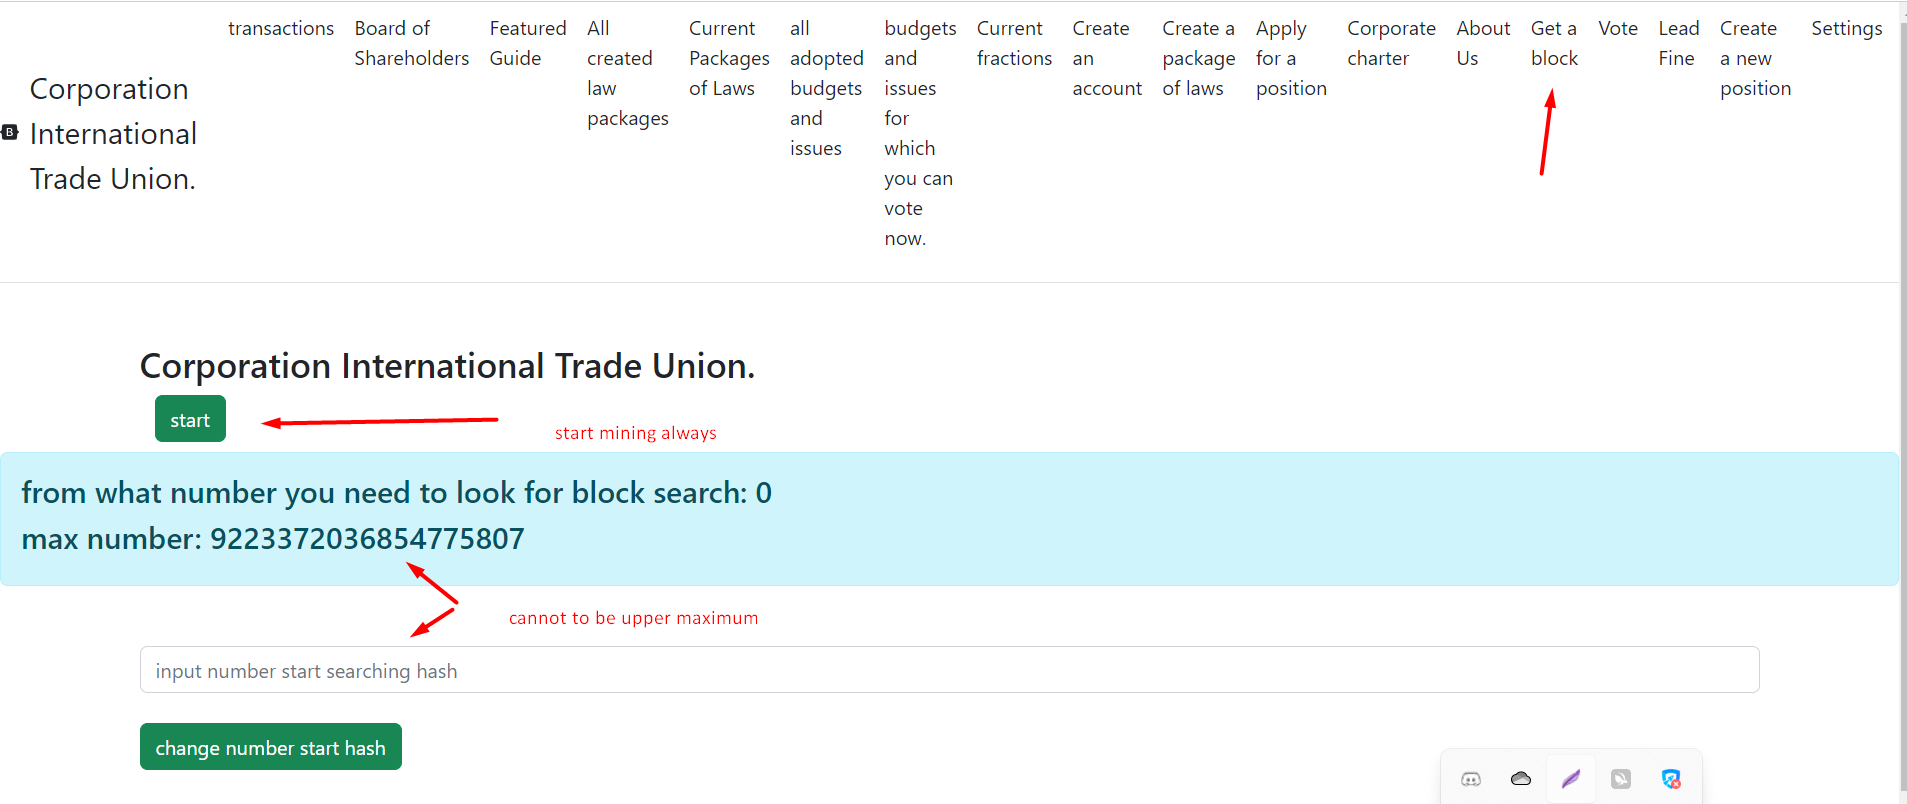 Corporation
International
Trade Union.
B
transactions
Board of
Shareholders
Featured
Guide
All
created
law
packages
Current
Packages
of Laws
all
adopted
budgets
and
issues
budgets
and
issues
for
which
you can
vote
now.
Current
fractions
Create
an
account
Create a
package
of laws
Apply
for a
position
Corporate
charter
About
Us
Get a
block
Vote
Lead
Fine
Create
a new
position
Settings
Corporation International Trade Union.
start
start mining always
from what number you need to look for block search: 0
max number: 9223372036854775807
cannot to be upper maximum
input number start searching hash
change number start hash